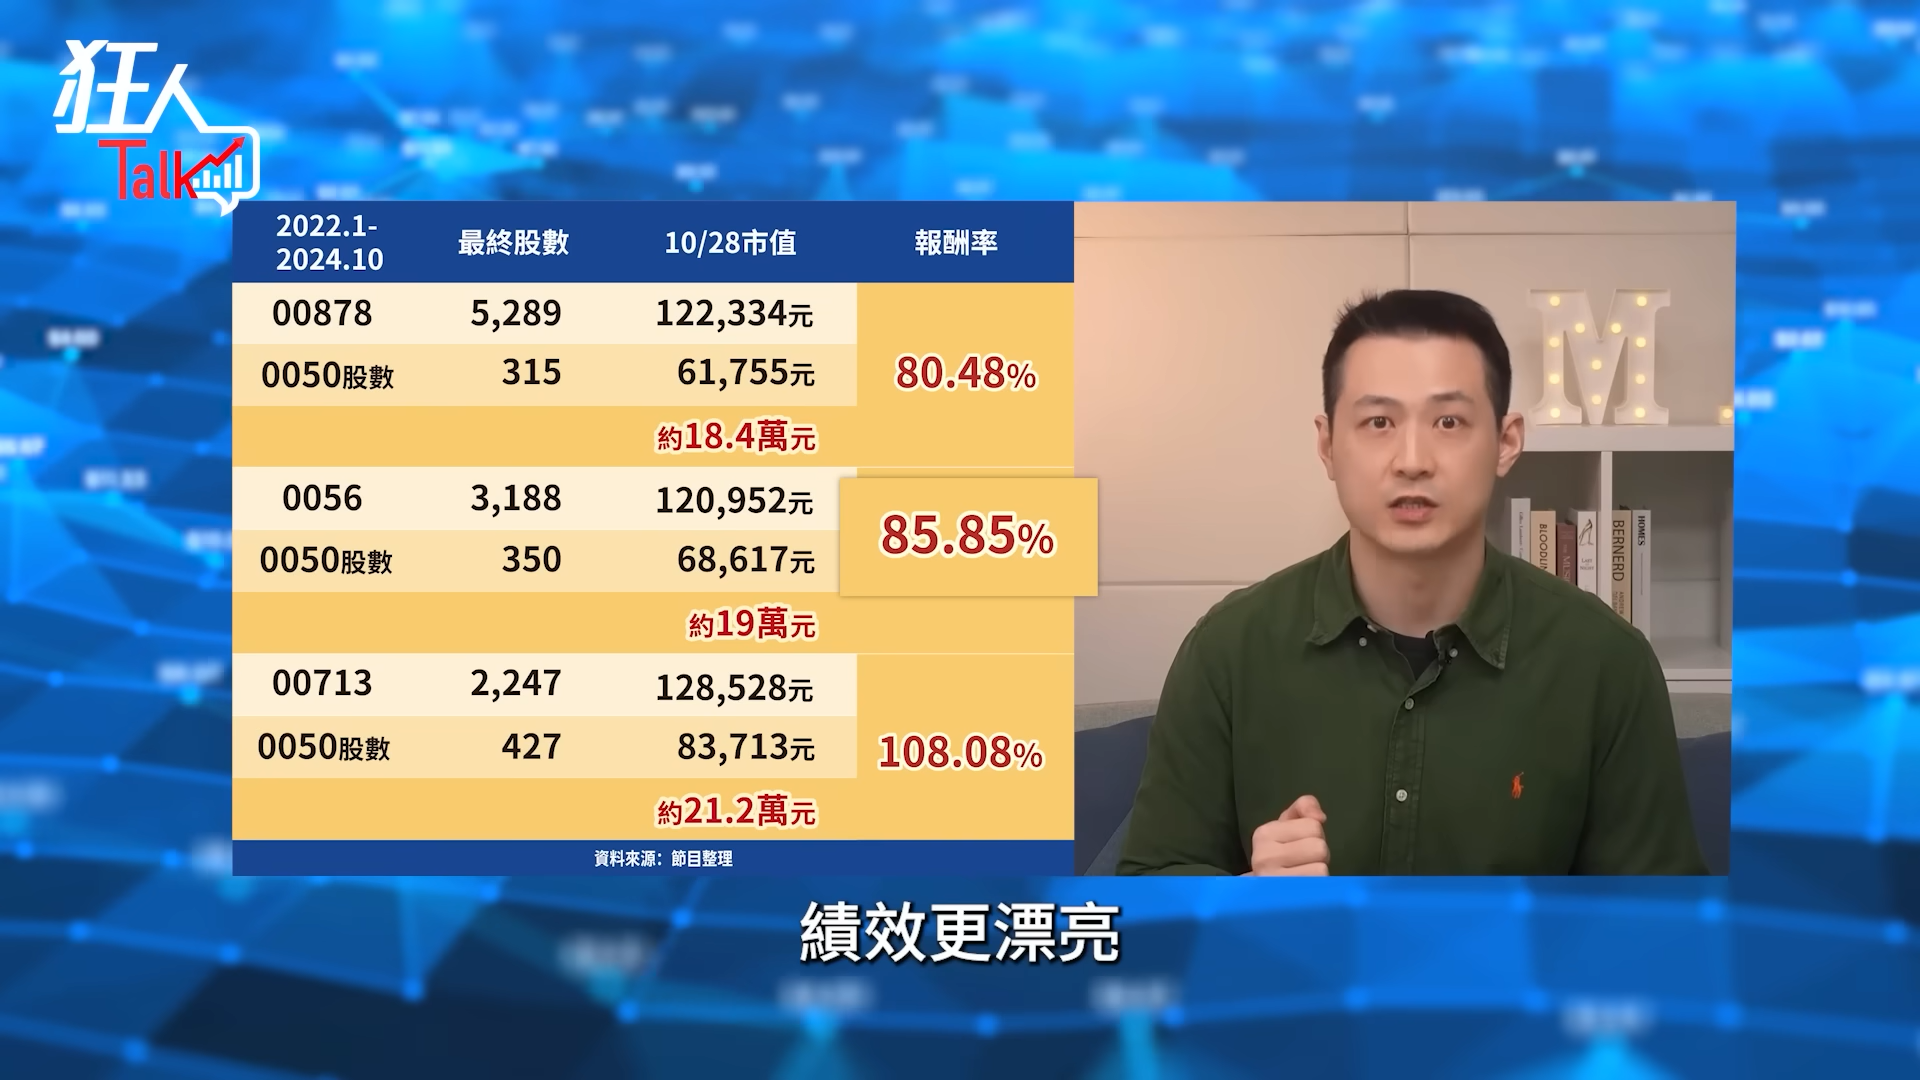 狂人
Talk
2022.1-
2024.10
最終股數
10/28市值
報酬率
00878
5,289
122,334元
0050股數
315
61,755元
80.48%
約18.4萬元
0056
3,188
120,952元
0050股數
350
68,617元
85.85%
約19萬元
00713
2,247
128,528元
0050股數
427
83,713元
108.08%
約21.2萬元
資料來源：節目整理
M
HOMES
BERNERD
績效更漂亮